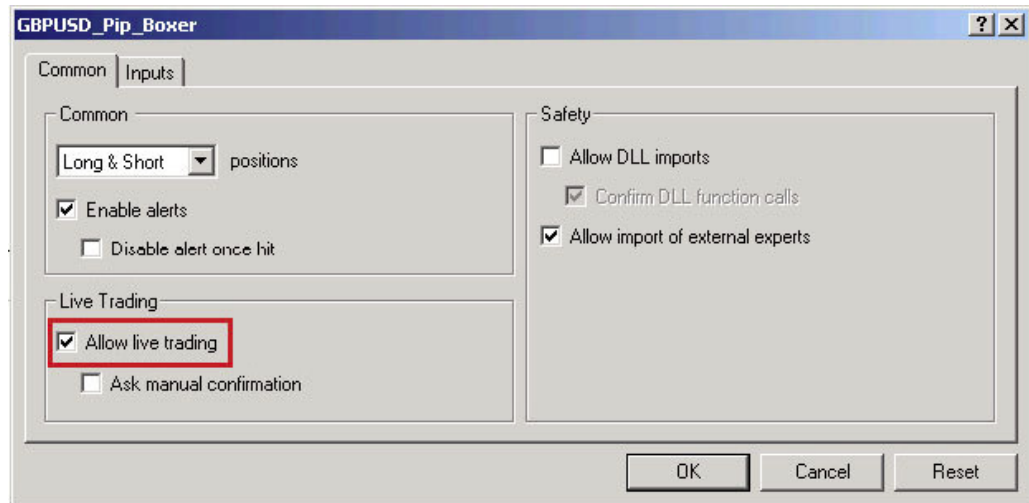 GBPUSD_Pip_Boxer
Common
Inputs
Common
Long & Short
positions
Enable alerts
Disable alert once hit
Live Trading
Allow live trading
Ask manual confirmation
Safety
Allow DLL imports
Confirm DLL function calls
Allow import of external experts
OK
Cancel
Reset